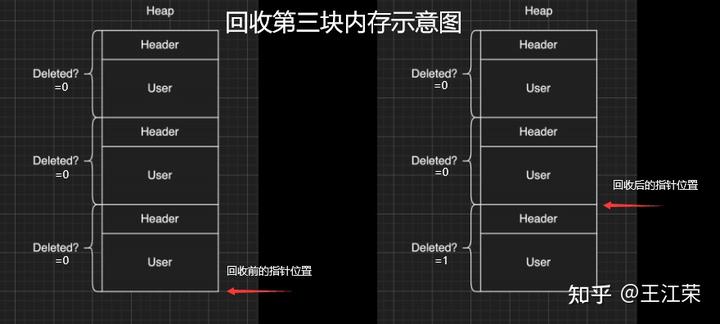 回收第三块内存示意图
Heap
Header
Deleted?
=0
User
Header
Deleted?
=0
User
Header
Deleted?
=0
User
回收前的指针位置
Heap
Header
Deleted?
=0
User
Header
Deleted?
=0
User
回收后的指针位置
Header
Deleted?
=1
User
知乎 @王江荣